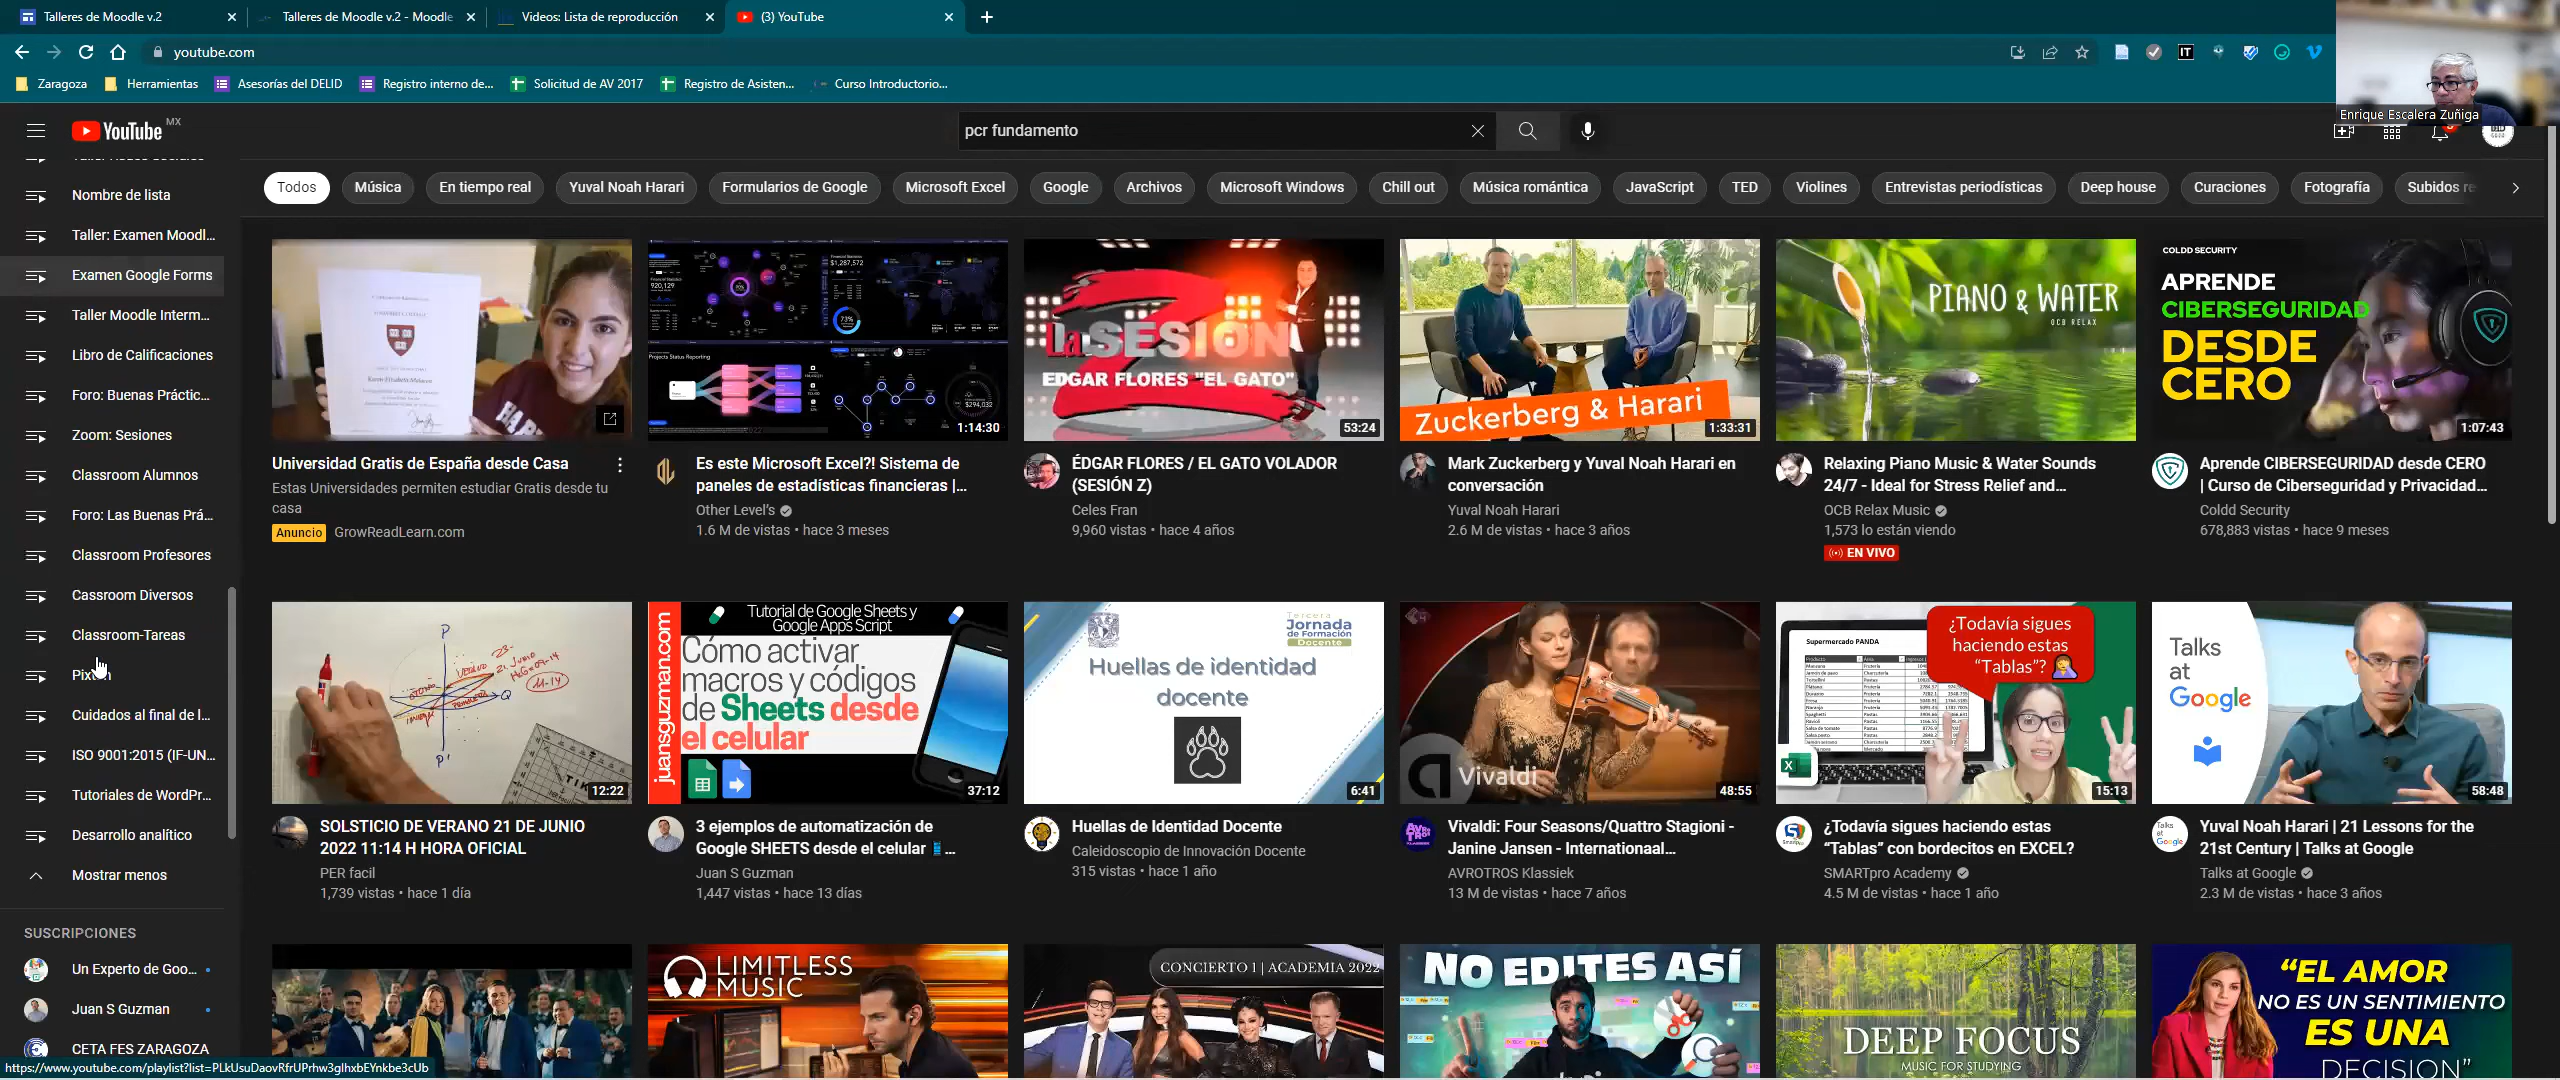 Talleres de Moodle v.2
Talleres de Moodle v.2 - Moodle
Videos: Lista de reproducción
(3) YouTube
youtube.com
Zaragoza
Herramientas
Asesorías del DELID
Registro interno de...
Solicitud de AV 2017
Registro de Asisten...
Curso Introductorio...
Enrique Escalera Zuñiga
YouTube MX
pcr fundamento
Todos
Música
En tiempo real
Yuval Noah Harari
Formularios de Google
Microsoft Excel
Google
Archivos
Microsoft Windows
Chill out
Música romántica
JavaScript
TED
Violines
Entrevistas periodísticas
Deep house
Curaciones
Fotografía
Subidos re
Nombre de lista
Taller: Examen Moodl...
Examen Google Forms
Taller Moodle Interm...
Libro de Calificaciones
Foro: Buenas Práctic...
Zoom: Sesiones
Classroom Alumnos
Foro: Las Buenas Prá...
Classroom Profesores
Cassroom Diversos
Classroom-Tareas
Cuidados al final de l...
ISO 9001:2015 (IF-UN...
Tutoriales de WordPr...
Desarrollo analítico
Mostrar menos
SUSCRIPCIONES
Un Experto de Goo...
Juan S Guzman
CETA FES ZARAGOZA
https://www.youtube.com/playlist?list=PLkUsuDaovRfrUPrhw3glhxbEYnkbe3cUb
Universidad Gratis de España desde Casa
Estas Universidades permiten estudiar Gratis desde tu
casa
Anuncio GrowReadLearn.com
$1,287,572
920,129
73%
Projects Status Reporting
$294,032
1:14:30
Es este Microsoft Excel?! Sistema de
paneles de estadísticas financieras |...
Other Level's
1.6 M de vistas • hace 3 meses
la SESIÓN
EDGAR FLORES "EL GATO"
53:24
ÉDGAR FLORES / EL GATO VOLADOR
(SESIÓN Z)
Celes Fran
9,960 vistas • hace 4 años
Zuckerberg & Harari
1:33:31
Mark Zuckerberg y Yuval Noah Harari en
conversación
Yuval Noah Harari
2.6 M de vistas • hace 3 años
PIANO & WATER
OCB RELAX
Relaxing Piano Music & Water Sounds
24/7 - Ideal for Stress Relief and...
OCB Relax Music
1,573 lo están viendo
EN VIVO
COLDD SECURITY
APRENDE
CIBERSEGURIDAD
DESDE
CERO
1:07:43
Aprende CIBERSEGURIDAD desde CERO
| Curso de Ciberseguridad y Privacidad...
Coldd Security
678,883 vistas • hace 9 meses
P
P'
11-14
12:22
SOLSTICIO DE VERANO 21 DE JUNIO
2022 11:14 H HORA OFICIAL
PER facil
1,739 vistas • hace 1 día
juansguzman.com
Tutorial de Google Sheets y
Google Apps Script
Cómo activar
macros y códigos
de Sheets desde
el celular
37:12
3 ejemplos de automatización de
Google SHEETS desde el celular ...
Juan S Guzman
1,447 vistas • hace 13 días
Tercera
Jornada
de Formación
Docente
Huellas de identidad
docente
6:41
Huellas de Identidad Docente
Caleidoscopio de Innovación Docente
315 vistas • hace 1 año
Vivaldi
48:55
Vivaldi: Four Seasons/Quattro Stagioni -
Janine Jansen - Internationaal...
AVROTROS Klassiek
13 M de vistas • hace 7 años
Supermercado PANDA
¿Todavía sigues
haciendo estas
"Tablas"?
15:13
¿Todavía sigues haciendo estas
"Tablas" con bordecitos en EXCEL?
SMARTpro Academy
4.5 M de vistas • hace 1 año
Talks
at
Google
58:48
Yuval Noah Harari | 21 Lessons for the
21st Century | Talks at Google
Talks at Google
2.3 M de vistas • hace 3 años
LIMITLESS
MUSIC
CONCIERTO 1 | ACADEMIA 2022
NO EDITES ASÍ
DEEP FOCUS
MUSIC FOR STUDYING
"EL AMOR
NO ES UN SENTIMIENTO
ES UNA
DECISION"